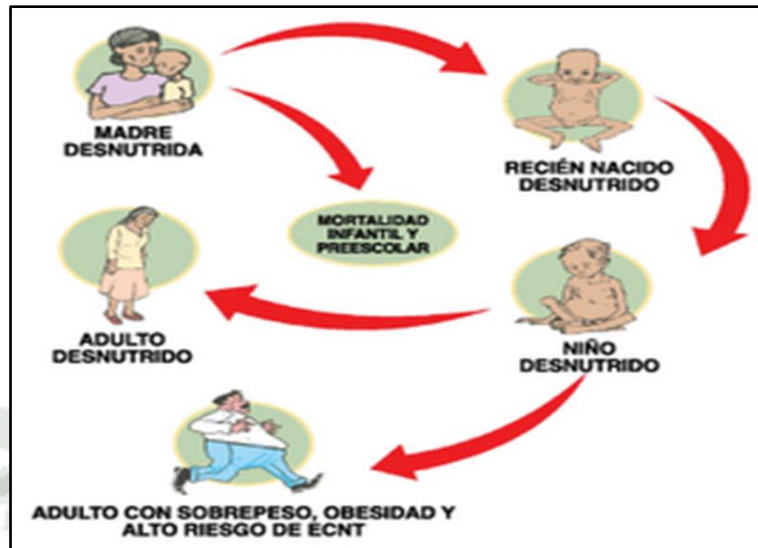 MADRE
DESNUTRIDA
RECIÉN NACIDO
DESNUTRIDO
MORTALIDAD
INFANTIL Y
PREESCOLAR
ADULTO
DESNUTRIDO
NIÑO
DESNUTRIDO
ADULTO CON SOBREPESO, OBESIDAD Y
ALTO RIESGO DE ÉCNT